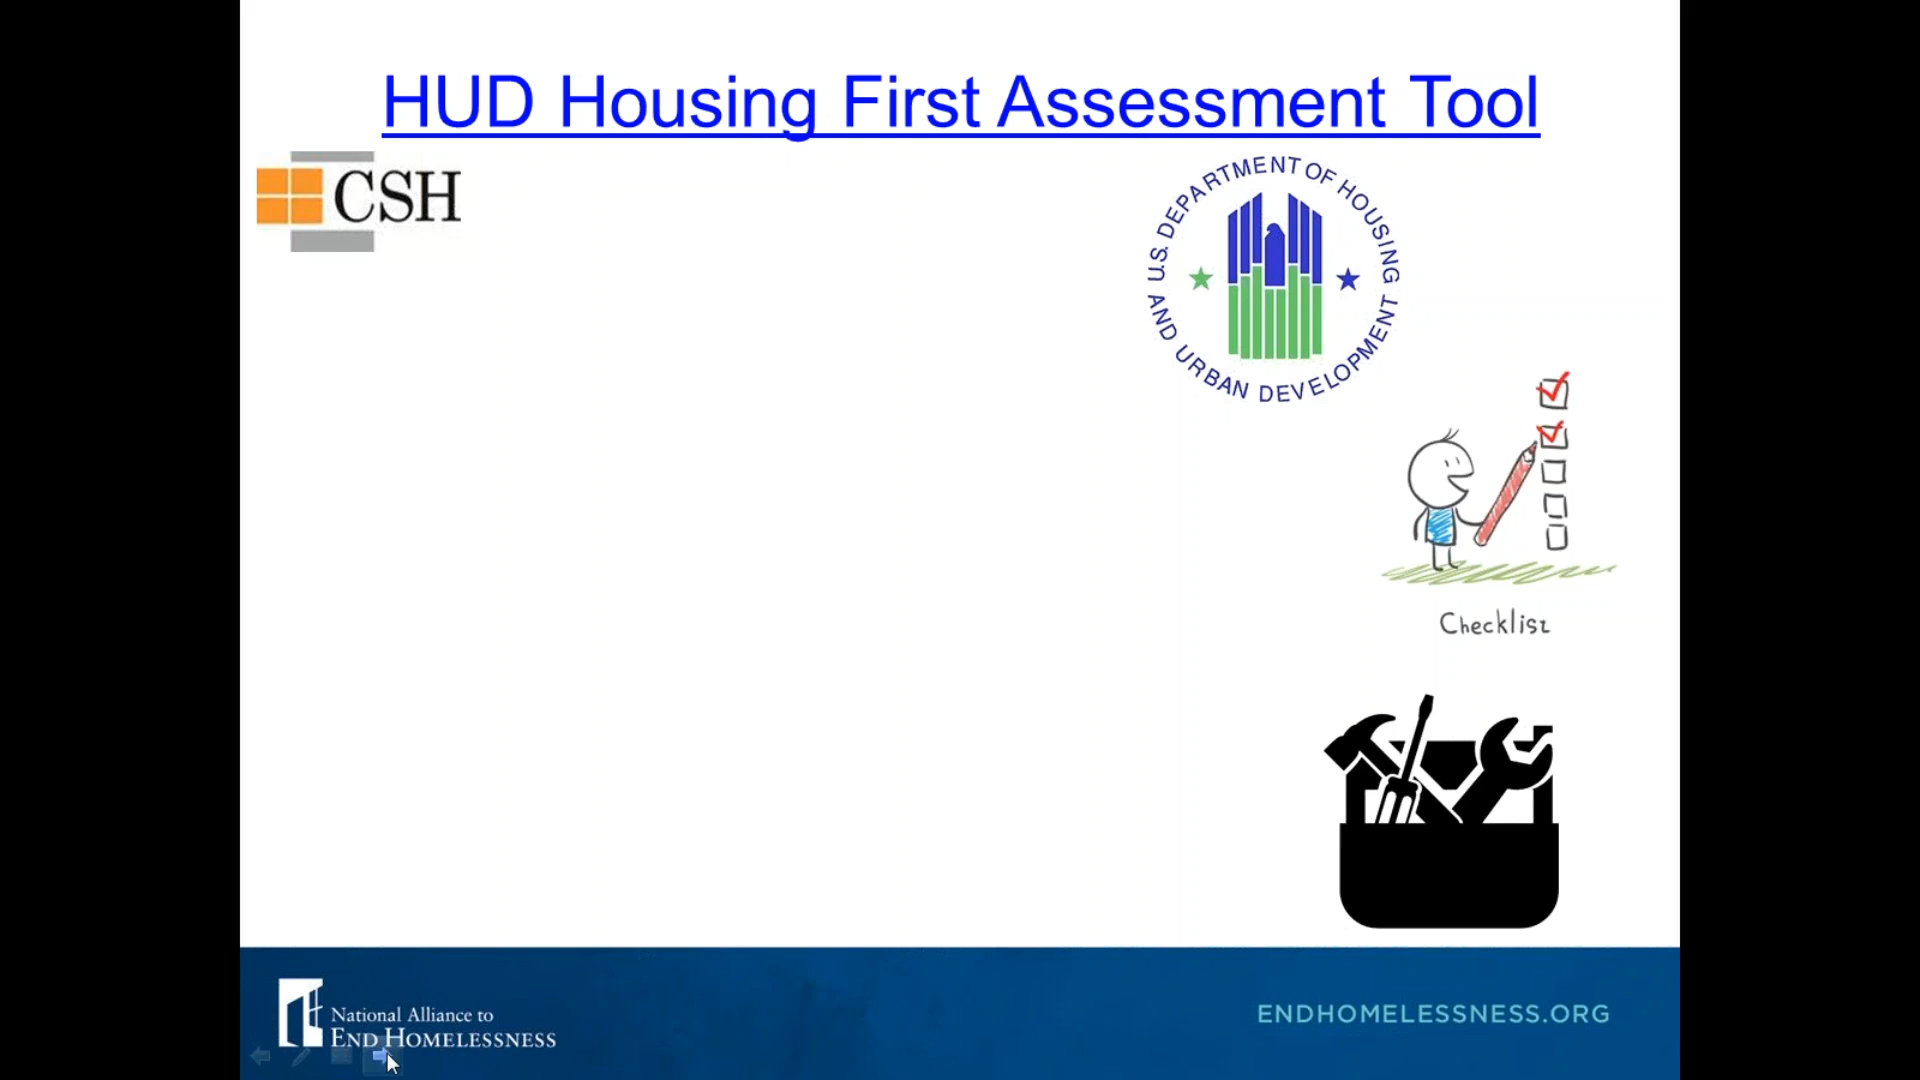 HUD Housing First Assessment Tool
CSH
U.S. DEPARTMENT OF HOUSING
AND URBAN DEVELOPMENT
Checklist
National Alliance to
END HOMELESSNESS
ENDHOMELESSNESS.ORG